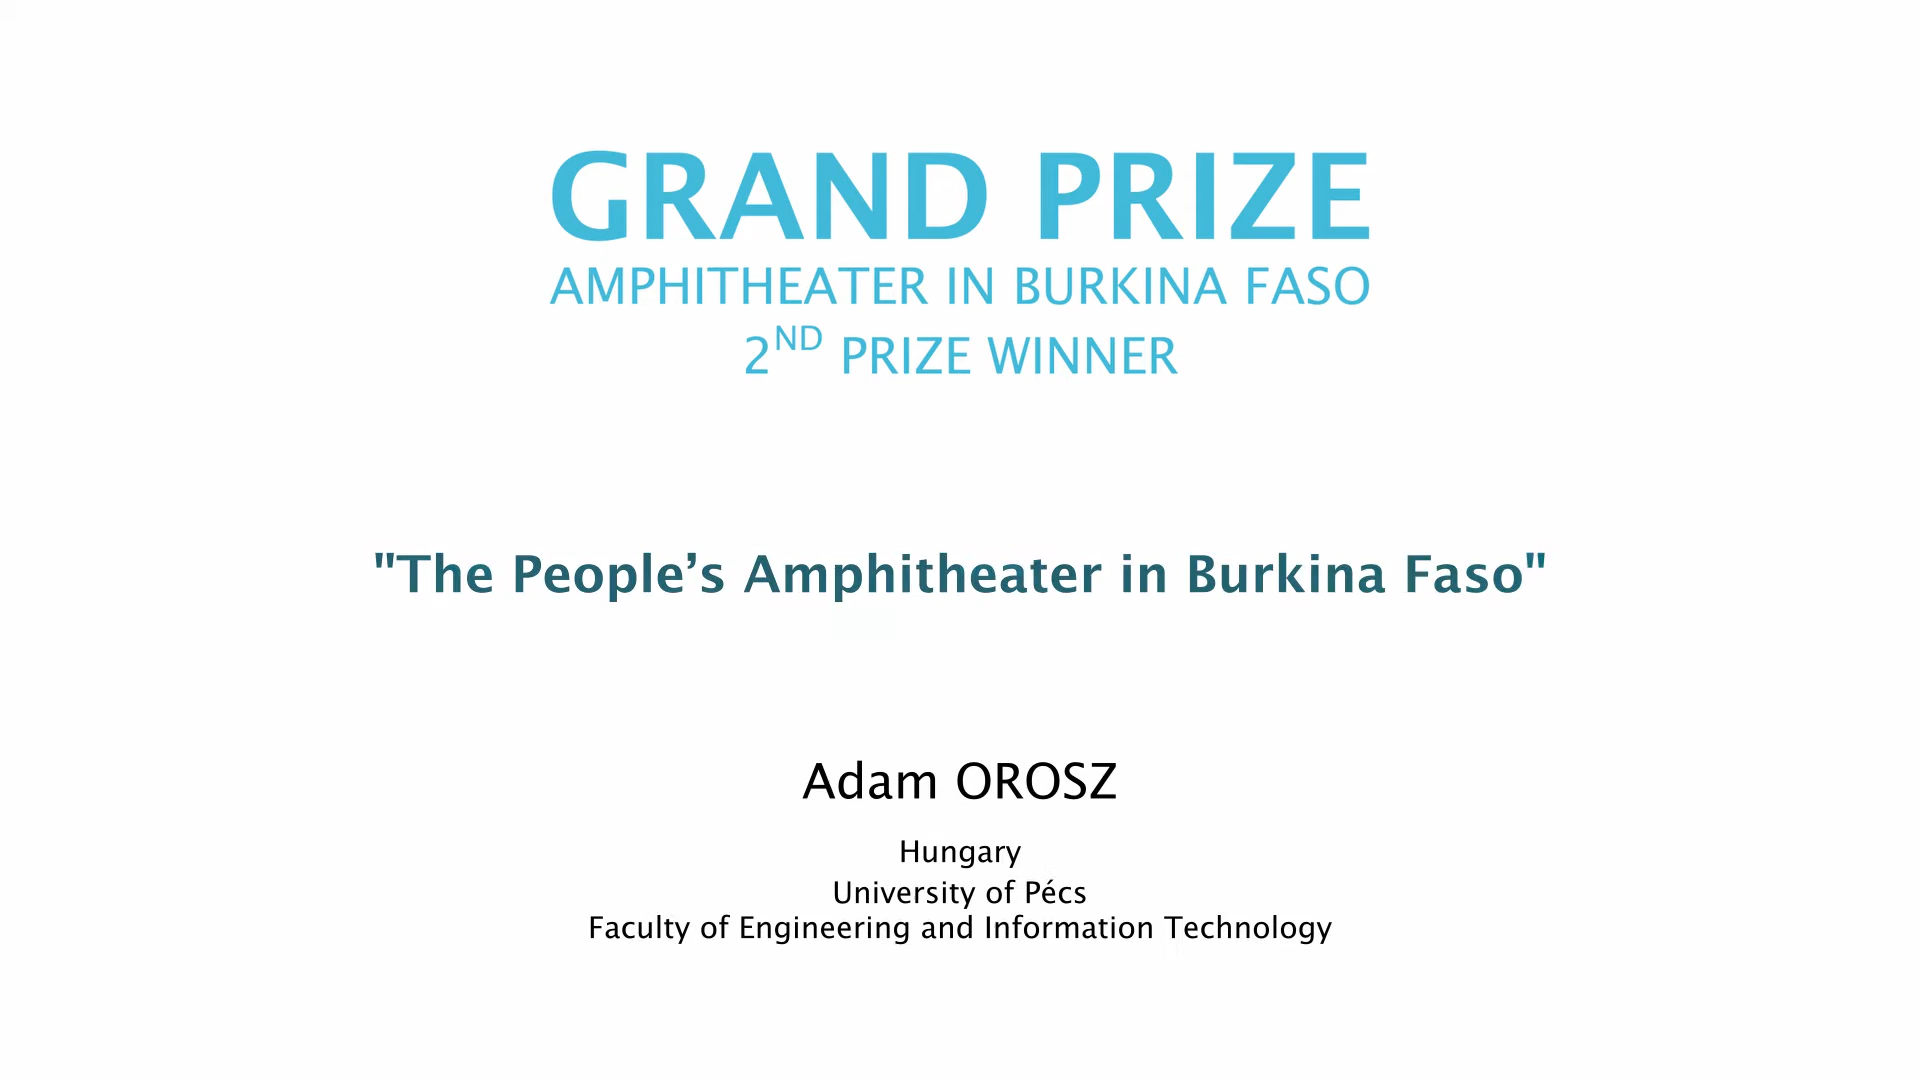 GRAND PRIZE
AMPHITHEATER IN BURKINA FASO
2ND PRIZE WINNER
"The People’s Amphitheater in Burkina Faso"
Adam OROSZ
Hungary
University of Pécs
Faculty of Engineering and Information Technology